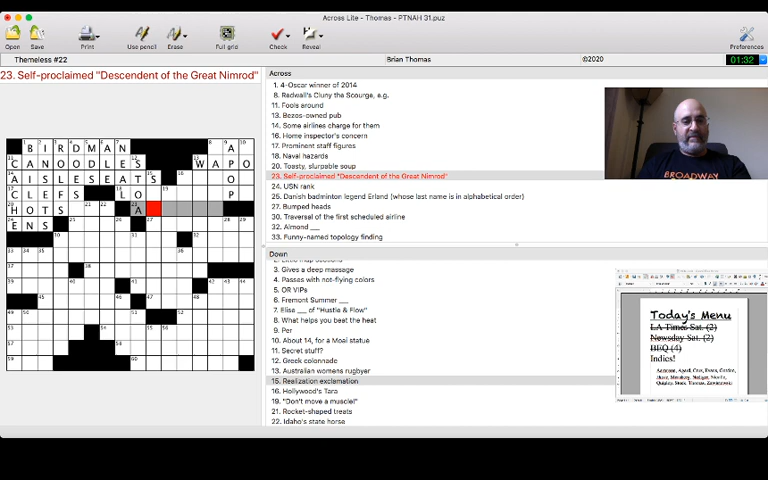 Across Lite - Thomas - PTNAH 31.puz
Open Save Print Use pencil Erase Full grid Check Reveal Preferences
Themeless #22 Brian Thomas ©2020 01:32
23. Self-proclaimed "Descendent of the Great Nimrod"
Across
1. 4-Oscar winner of 2014
8. Redwall's Cluny the Scourge, e.g.
11. Fools around
13. Bezos-owned pub
14. Some airlines charge for them
16. Home inspector's concern
17. Prominent staff figures
18. Naval hazards
20. Toasty, slurpable soup
23. Self-proclaimed "Descendent of the Great Nimrod"
24. USN rank
25. Danish badminton legend Erland (whose last name is in alphabetical order)
27. Bumped heads
30. Traversal of the first scheduled airline
32. Almond ___
33. Funny-named topology finding
BIRDMAN A
CANOODLES WAPO
AISLESEATS O
CLEFS LO P
HOTS A
ENS
Down
3. Gives a deep massage
4. Passes with not-flying colors
5. OR VIPs
6. Fremont Summer ___
7. Elise ___ of "Hustle & Flow"
8. What helps you beat the heat
9. Per
10. About 14, for a Moai statue
11. Secret stuff?
12. Greek colonnade
13. Australian womens rugbyer
15. Realization exclamation
16. Hollywood's Tara
19. "Don't move a muscle!"
21. Rocket-shaped treats
22. Idaho's state horse
BROADWAY
Today's Menu
LA Times Sat. (2)
Newsday Sat. (2)
BEQ (4)
Indies!